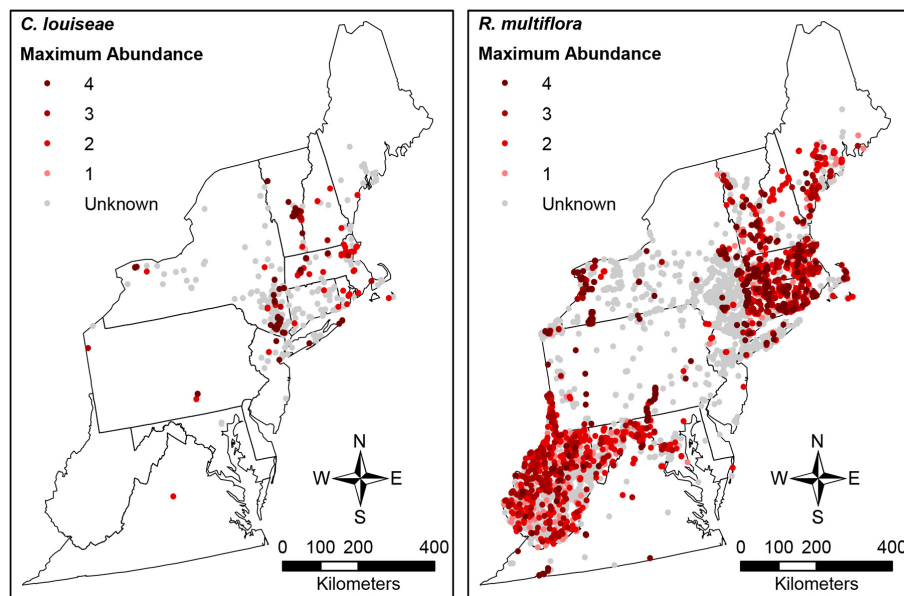 C. louiseae
Maximum Abundance
4
3
2
1
Unknown
N
W E
S
0 100 200 400
Kilometers
R. multiflora
Maximum Abundance
4
3
2
1
Unknown
N
W E
S
0 100 200 400
Kilometers